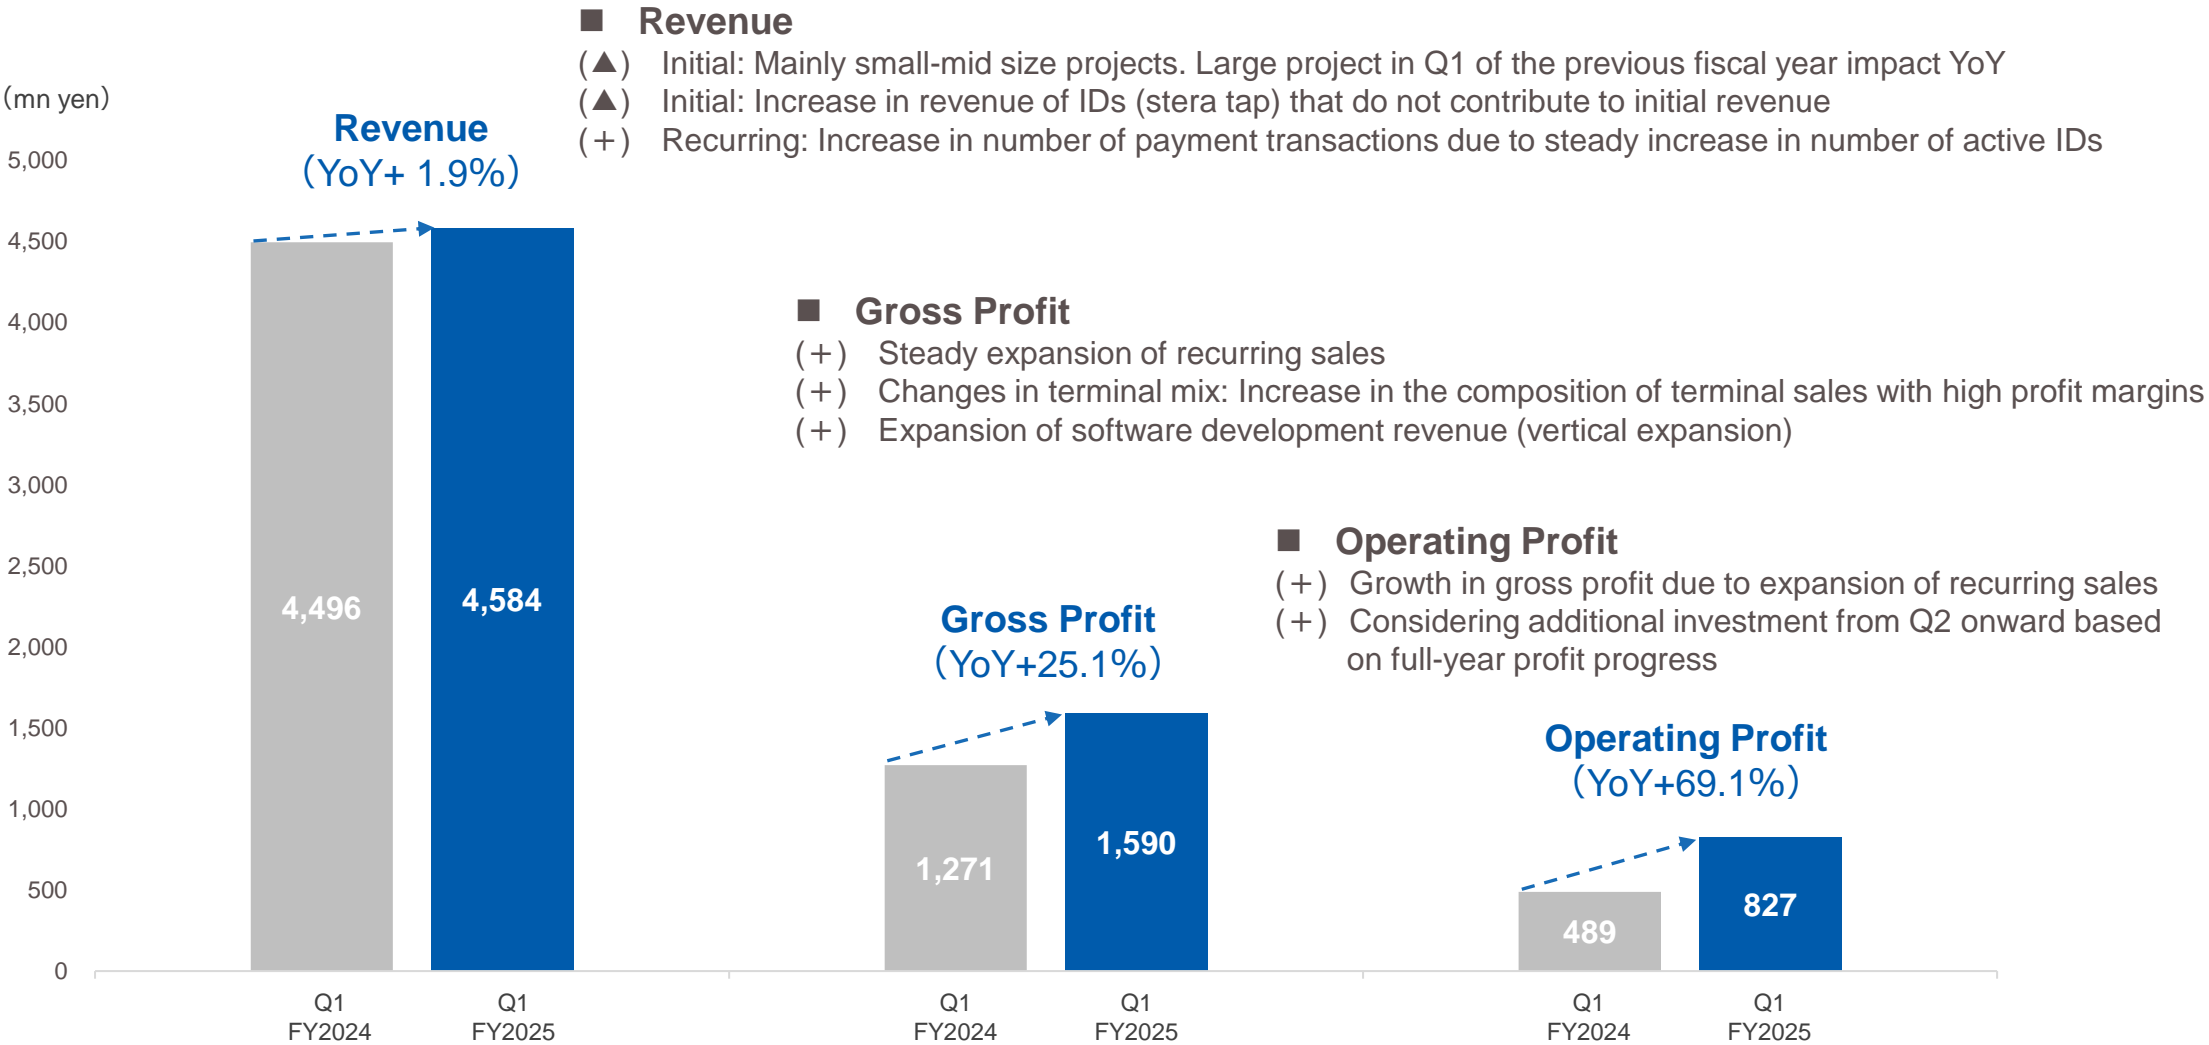 ■ Revenue
(▲) Initial: Mainly small-mid size projects. Large project in Q1 of the previous fiscal year impact YoY
(▲) Initial: Increase in revenue of IDs (stera tap) that do not contribute to initial revenue
(＋) Recurring: Increase in number of payment transactions due to steady increase in number of active IDs
（mn yen）
Revenue
（YoY+ 1.9%）
5,000
4,500
4,000
3,500
3,000
2,500
2,000
1,500
1,000
500
0
■ Gross Profit
(＋) Steady expansion of recurring sales
(＋) Changes in terminal mix: Increase in the composition of terminal sales with high profit margins
(＋) Expansion of software development revenue (vertical expansion)
■ Operating Profit
(＋) Growth in gross profit due to expansion of recurring sales
(＋) Considering additional investment from Q2 onward based
on full-year profit progress
4,496
4,584
Gross Profit
（YoY+25.1%）
1,271
1,590
Operating Profit
（YoY+69.1%）
489
827
Q1
FY2024
Q1
FY2025
Q1
FY2024
Q1
FY2025
Q1
FY2024
Q1
FY2025